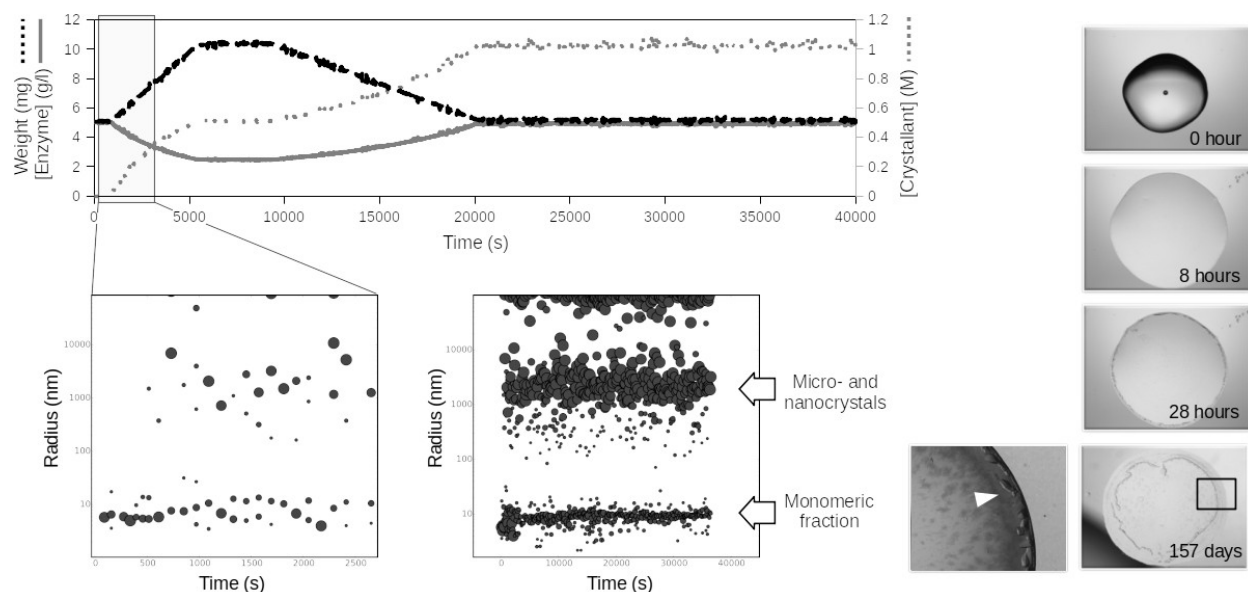 Weight (mg)
[Enzyme] (g/l)
12
10
8
6
4
2
0
1.2
1
0.8
0.6
0.4
0.2
0
[Crystallant] (M)
0
5000
10000
15000
20000
25000
30000
35000
40000
Time (s)
Radius (nm)
10000
1000
100
10
0
500
1000
1500
2000
2500
Time (s)
Radius (nm)
10000
1000
100
10
0
10000
20000
30000
40000
Time (s)
Micro- and
nanocrystals
Monomeric
fraction
0 hour
8 hours
28 hours
157 days